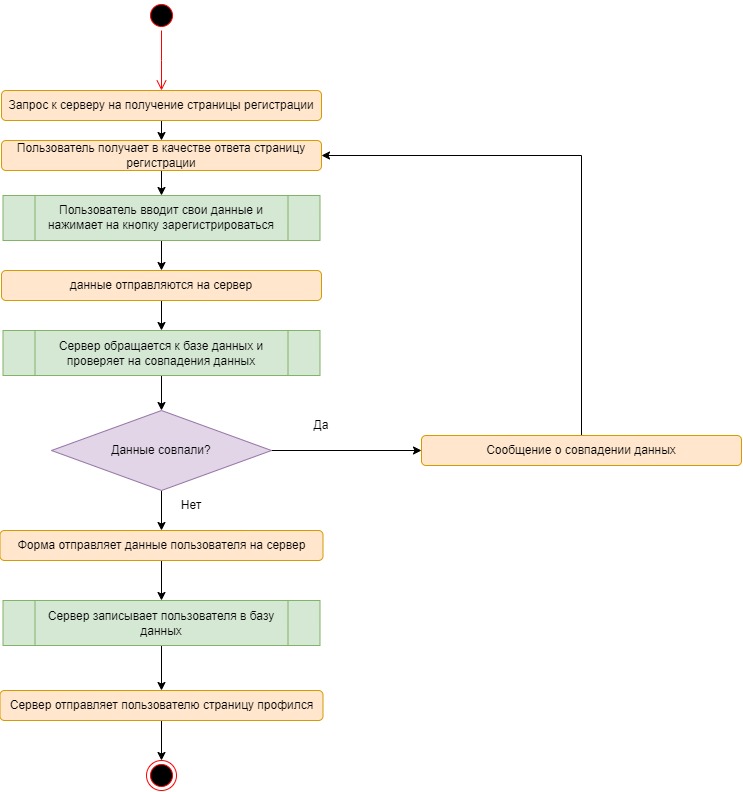 Запрос к серверу на получение страницы регистрации
Пользователь получает в качестве ответа страницу
регистрации
Пользователь вводит свои данные и
нажимает на кнопку зарегистрироваться
данные отправляются на сервер
Сервер обращается к базе данных и
проверяет на совпадения данных
Данные совпали?
Да
Сообщение о совпадении данных
Нет
Форма отправляет данные пользователя на сервер
Сервер записывает пользователя в базу
данных
Сервер отправляет пользователю страницу профился